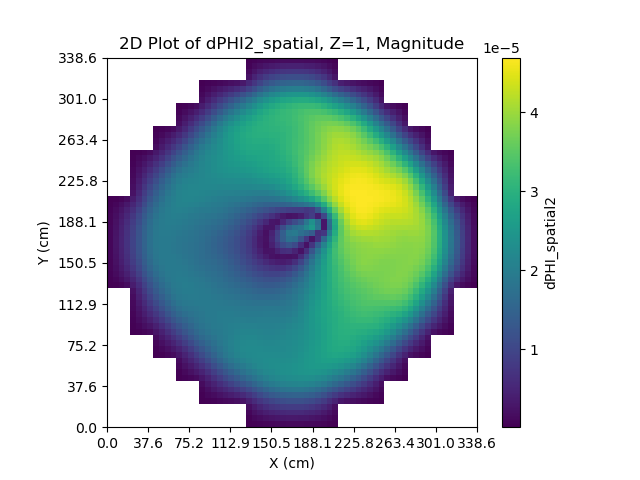 2D Plot of dPHI2_spatial, Z=1, Magnitude
1e−5
338.6
301.0
263.4
225.8
188.1
150.5
112.9
75.2
37.6
0.0
Y (cm)
0.0 37.6 75.2 112.9 150.5 188.1 225.8 263.4 301.0 338.6
X (cm)
4
3
2
1
dPHI_spatial2